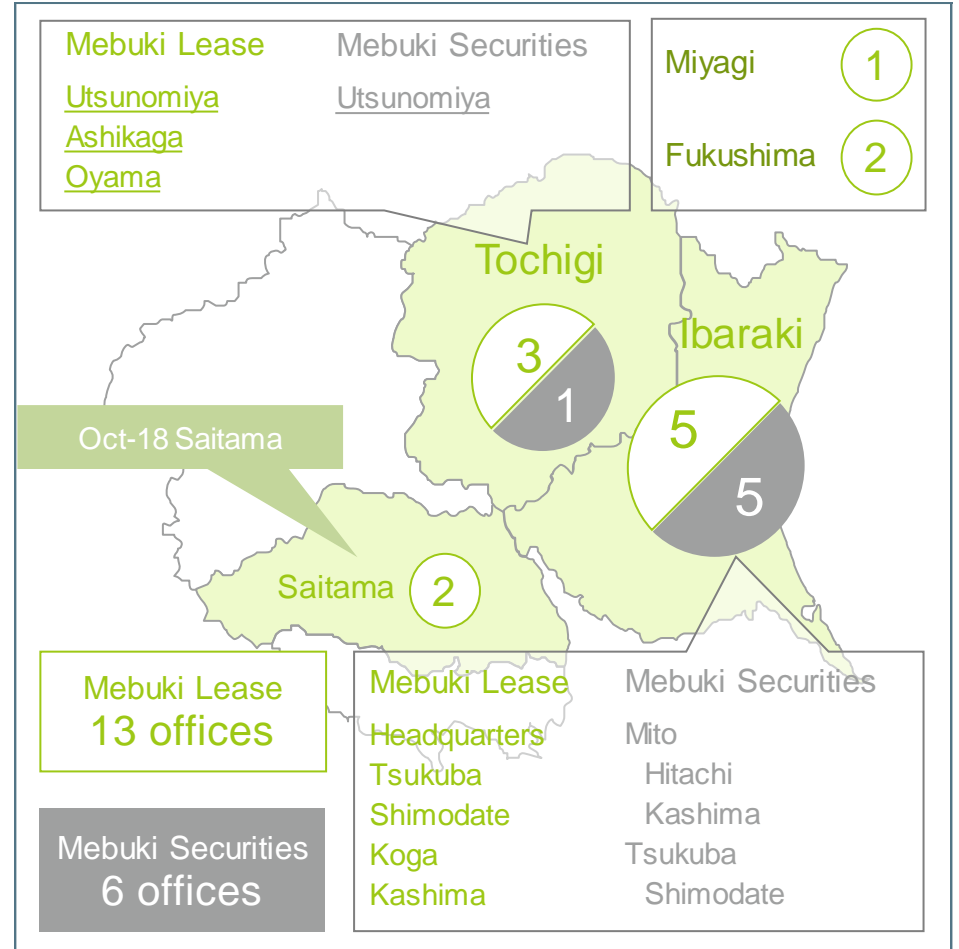 Mebuki Lease
Utsunomiya
Ashikaga
Oyama
Mebuki Securities
Utsunomiya
Miyagi 1
Fukushima 2
Tochigi
3
1
Ibaraki
5
5
Oct-18 Saitama
Saitama 2
Mebuki Lease
13 offices
Mebuki Securities
6 offices
Mebuki Lease
Headquarters
Tsukuba
Shimodate
Koga
Kashima
Mebuki Securities
Mito
Hitachi
Kashima
Tsukuba
Shimodate